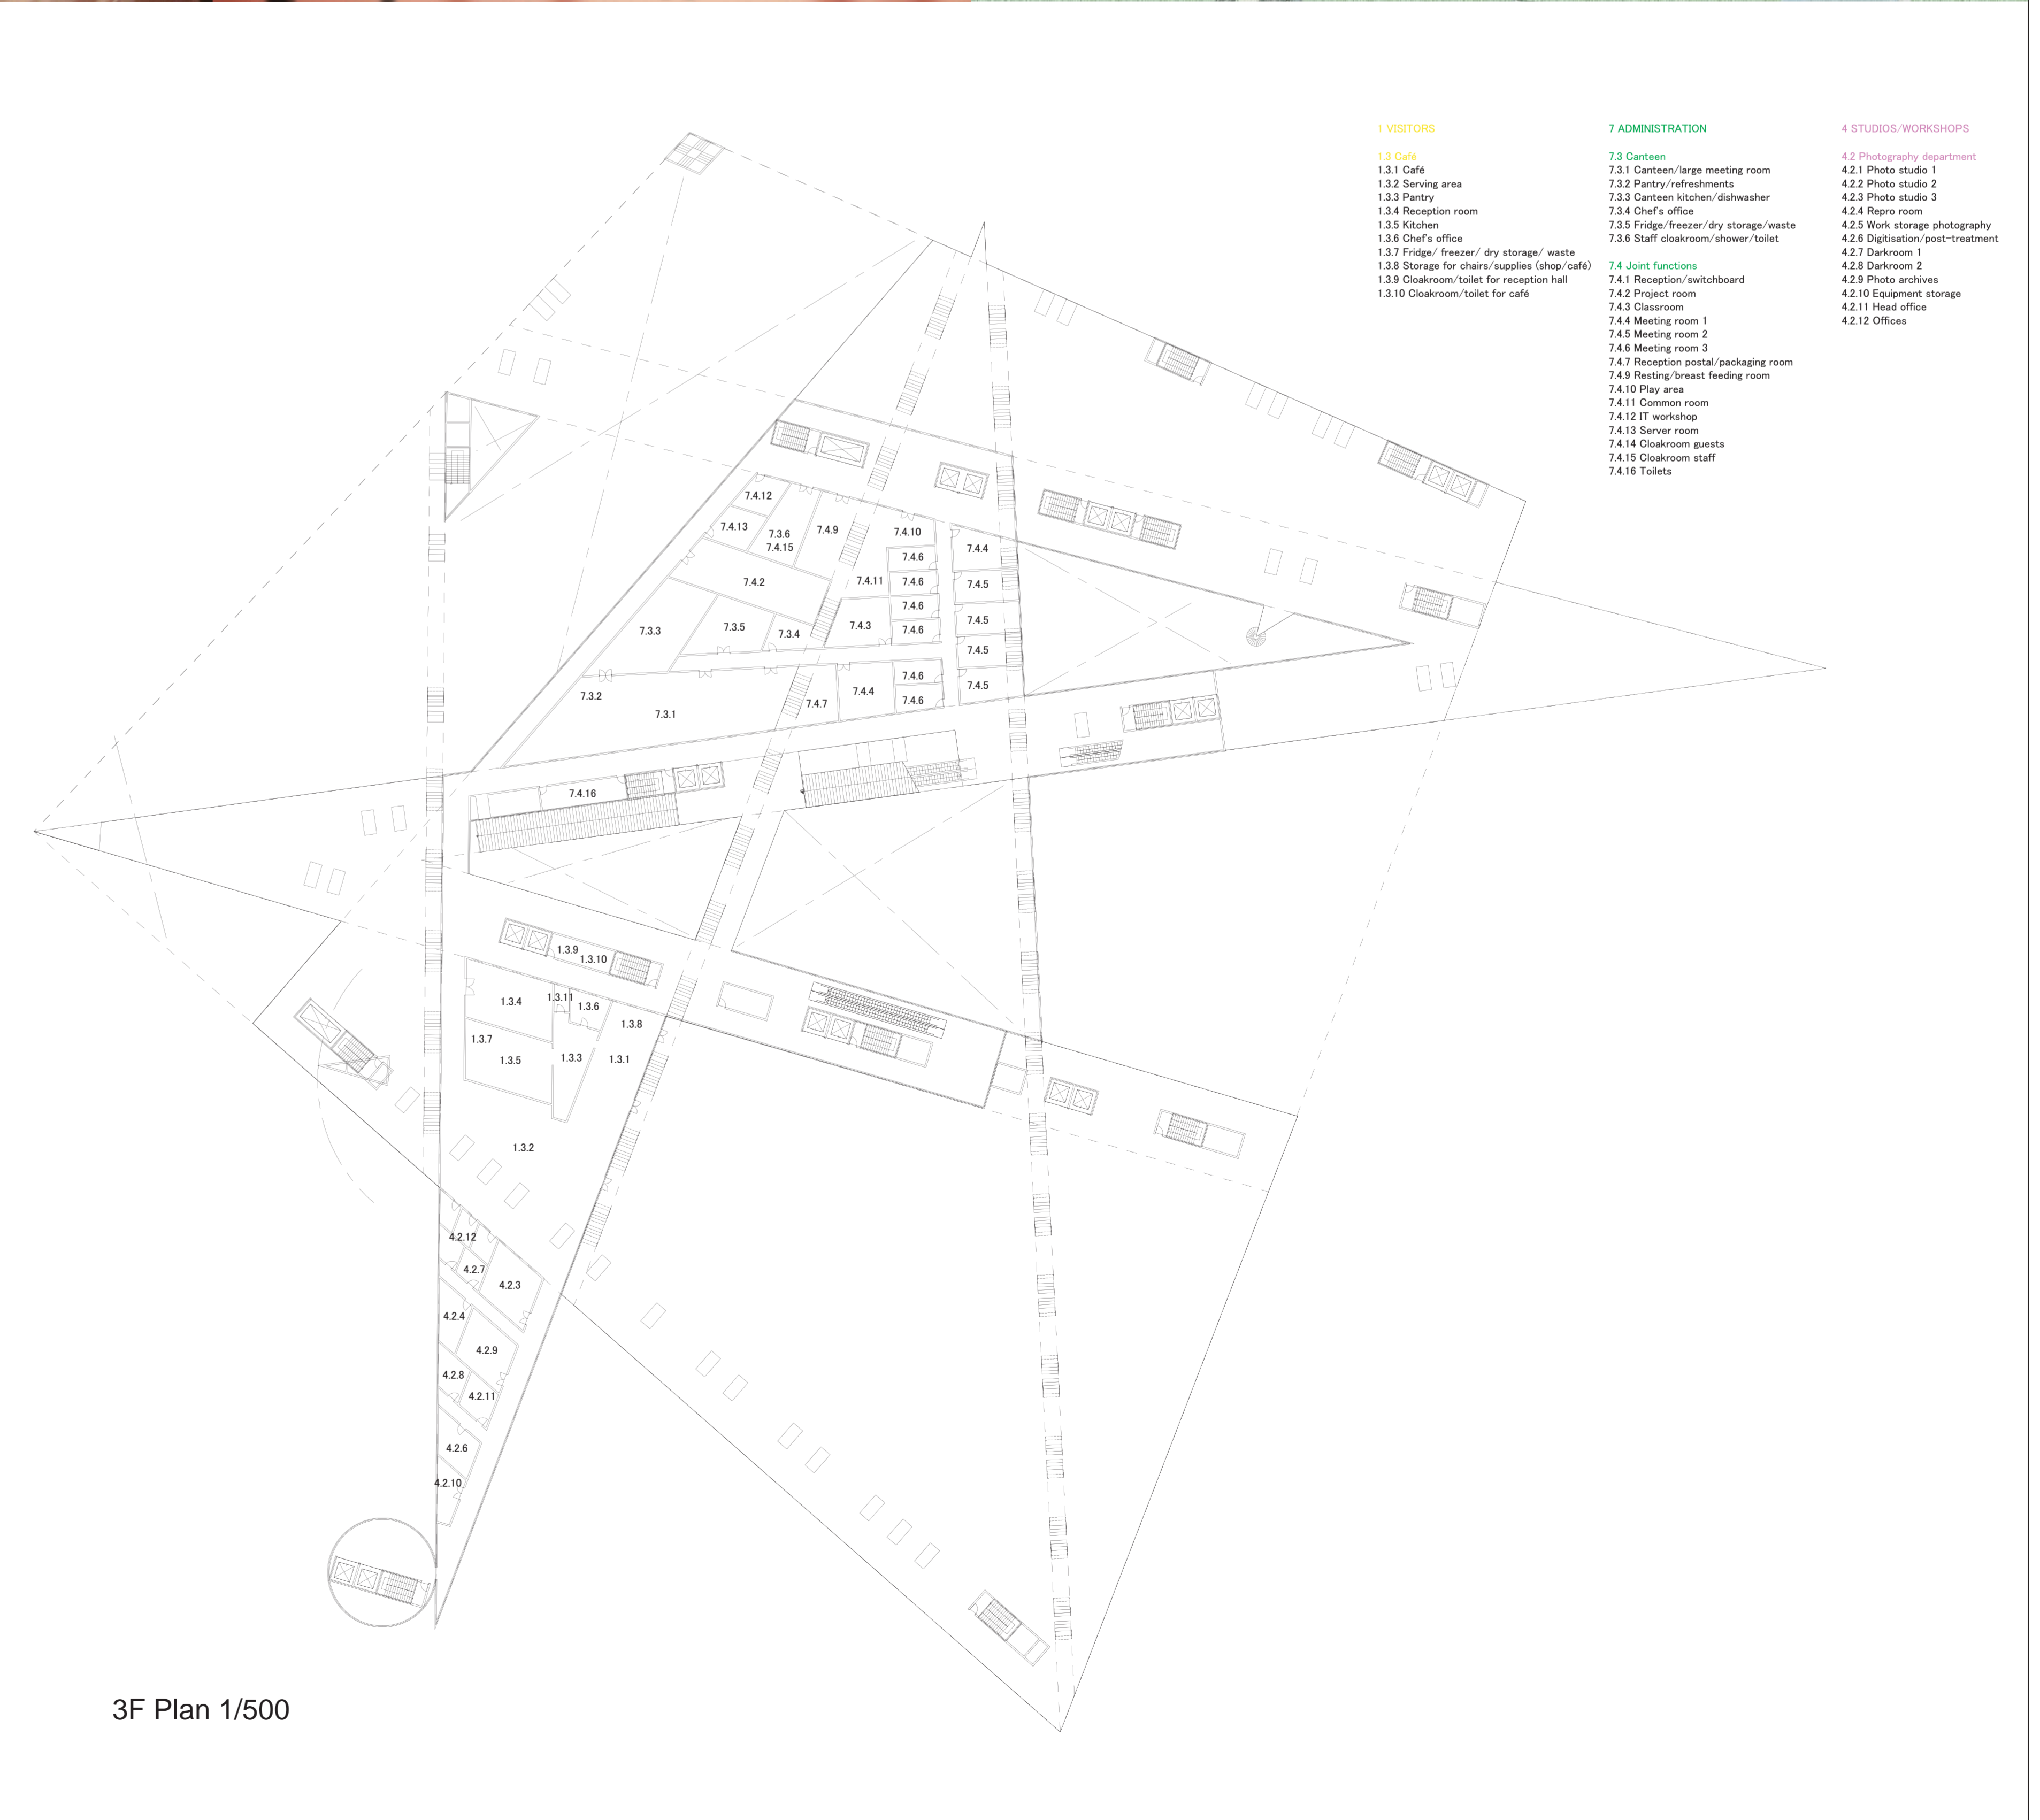 1 VISITORS
1.3 Café
1.3.1 Café
1.3.2 Serving area
1.3.3 Pantry
1.3.4 Reception room
1.3.5 Kitchen
1.3.6 Chef's office
1.3.7 Fridge/ freezer/ dry storage/ waste
1.3.8 Storage for chairs/supplies (shop/café)
1.3.9 Cloakroom/toilet for reception hall
1.3.10 Cloakroom/toilet for café
7 ADMINISTRATION
7.3 Canteen
7.3.1 Canteen/large meeting room
7.3.2 Pantry/refreshments
7.3.3 Canteen kitchen/dishwasher
7.3.4 Chef's office
7.3.5 Fridge/freezer/dry storage/waste
7.3.6 Staff cloakroom/shower/toilet
7.4 Joint functions
7.4.1 Reception/switchboard
7.4.2 Project room
7.4.3 Classroom
7.4.4 Meeting room 1
7.4.5 Meeting room 2
7.4.6 Meeting room 3
7.4.7 Reception postal/packaging room
7.4.9 Resting/breast feeding room
7.4.10 Play area
7.4.11 Common room
7.4.12 IT workshop
7.4.13 Server room
7.4.14 Cloakroom guests
7.4.15 Cloakroom staff
7.4.16 Toilets
4 STUDIOS/WORKSHOPS
4.2 Photography department
4.2.1 Photo studio 1
4.2.2 Photo studio 2
4.2.3 Photo studio 3
4.2.4 Repro room
4.2.5 Work storage photography
4.2.6 Digitisation/post-treatment
4.2.7 Darkroom 1
4.2.8 Darkroom 2
4.2.9 Photo archives
4.2.10 Equipment storage
4.2.11 Head office
4.2.12 Offices
7.4.12
7.4.13
7.3.6
7.4.15
7.4.9
7.4.10
7.4.4
7.4.6
7.4.2
7.4.11
7.4.6
7.4.5
7.4.6
7.3.3
7.3.5
7.3.4
7.4.3
7.4.6
7.4.5
7.4.5
7.3.2
7.3.1
7.4.7
7.4.4
7.4.6
7.4.6
7.4.5
7.4.16
1.3.9
1.3.10
1.3.4
1.3.11
1.3.6
1.3.8
1.3.7
1.3.5
1.3.3
1.3.1
1.3.2
4.2.12
4.2.7
4.2.3
4.2.4
4.2.9
4.2.8
4.2.11
4.2.6
4.2.10
3F Plan 1/500